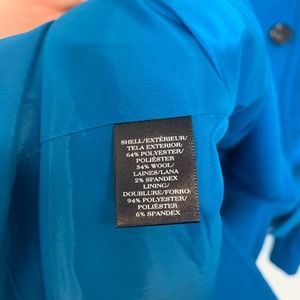 SHELL/EXTÉRIEUR/
TELA EXTERIOR:
64% POLYESTER/
POLIÉSTER
34% WOOL/
LAINES/LANA
2% SPANDEX
LINING/
DOUBLURE/FORRO:
94% POLYESTER/
POLIÉSTER
6% SPANDEX